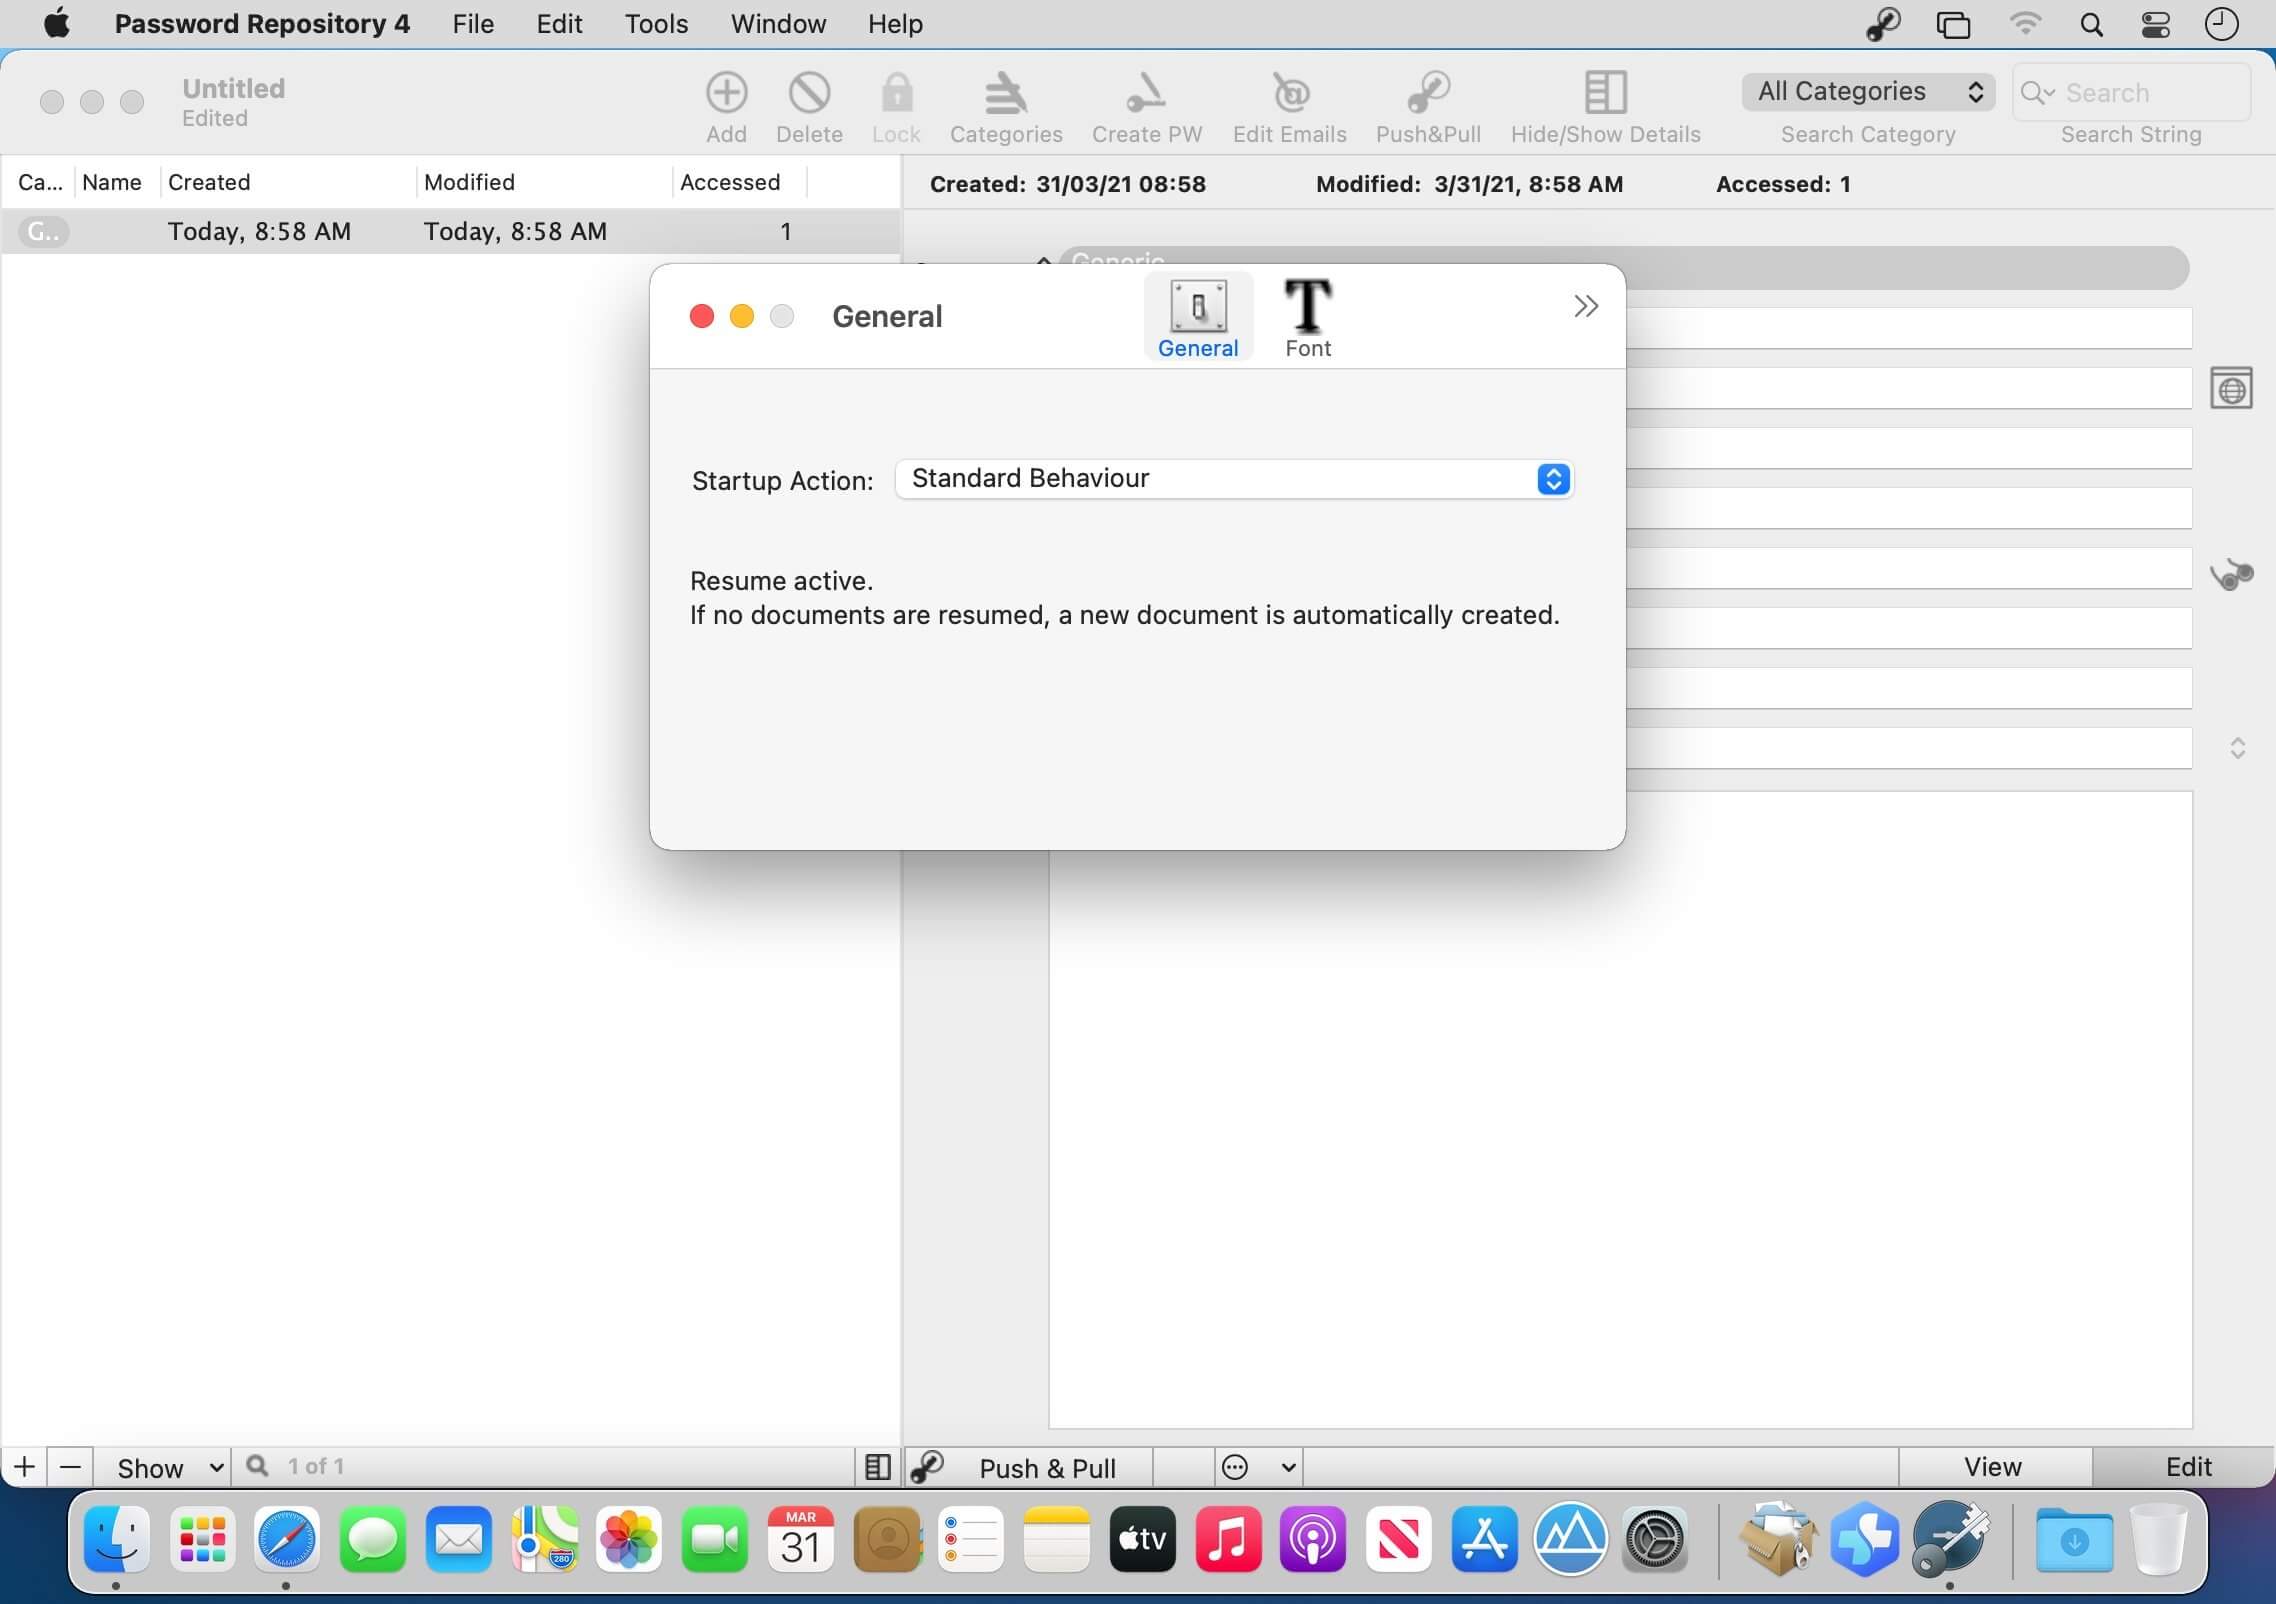 Password Repository 4 File Edit Tools Window Help
Untitled
Edited
Add Delete Lock Categories Create PW Edit Emails Push&Pull Hide/Show Details
All Categories
Search Category
Search
Search String
Ca... Name Created Modified Accessed
G.. Today, 8:58 AM Today, 8:58 AM 1
Created: 31/03/21 08:58 Modified: 3/31/21, 8:58 AM Accessed: 1
Generic
General
General Font
Startup Action: Standard Behaviour
Resume active.
If no documents are resumed, a new document is automatically created.
Show 1 of 1
Push & Pull
View Edit
280
MAR
31
tv